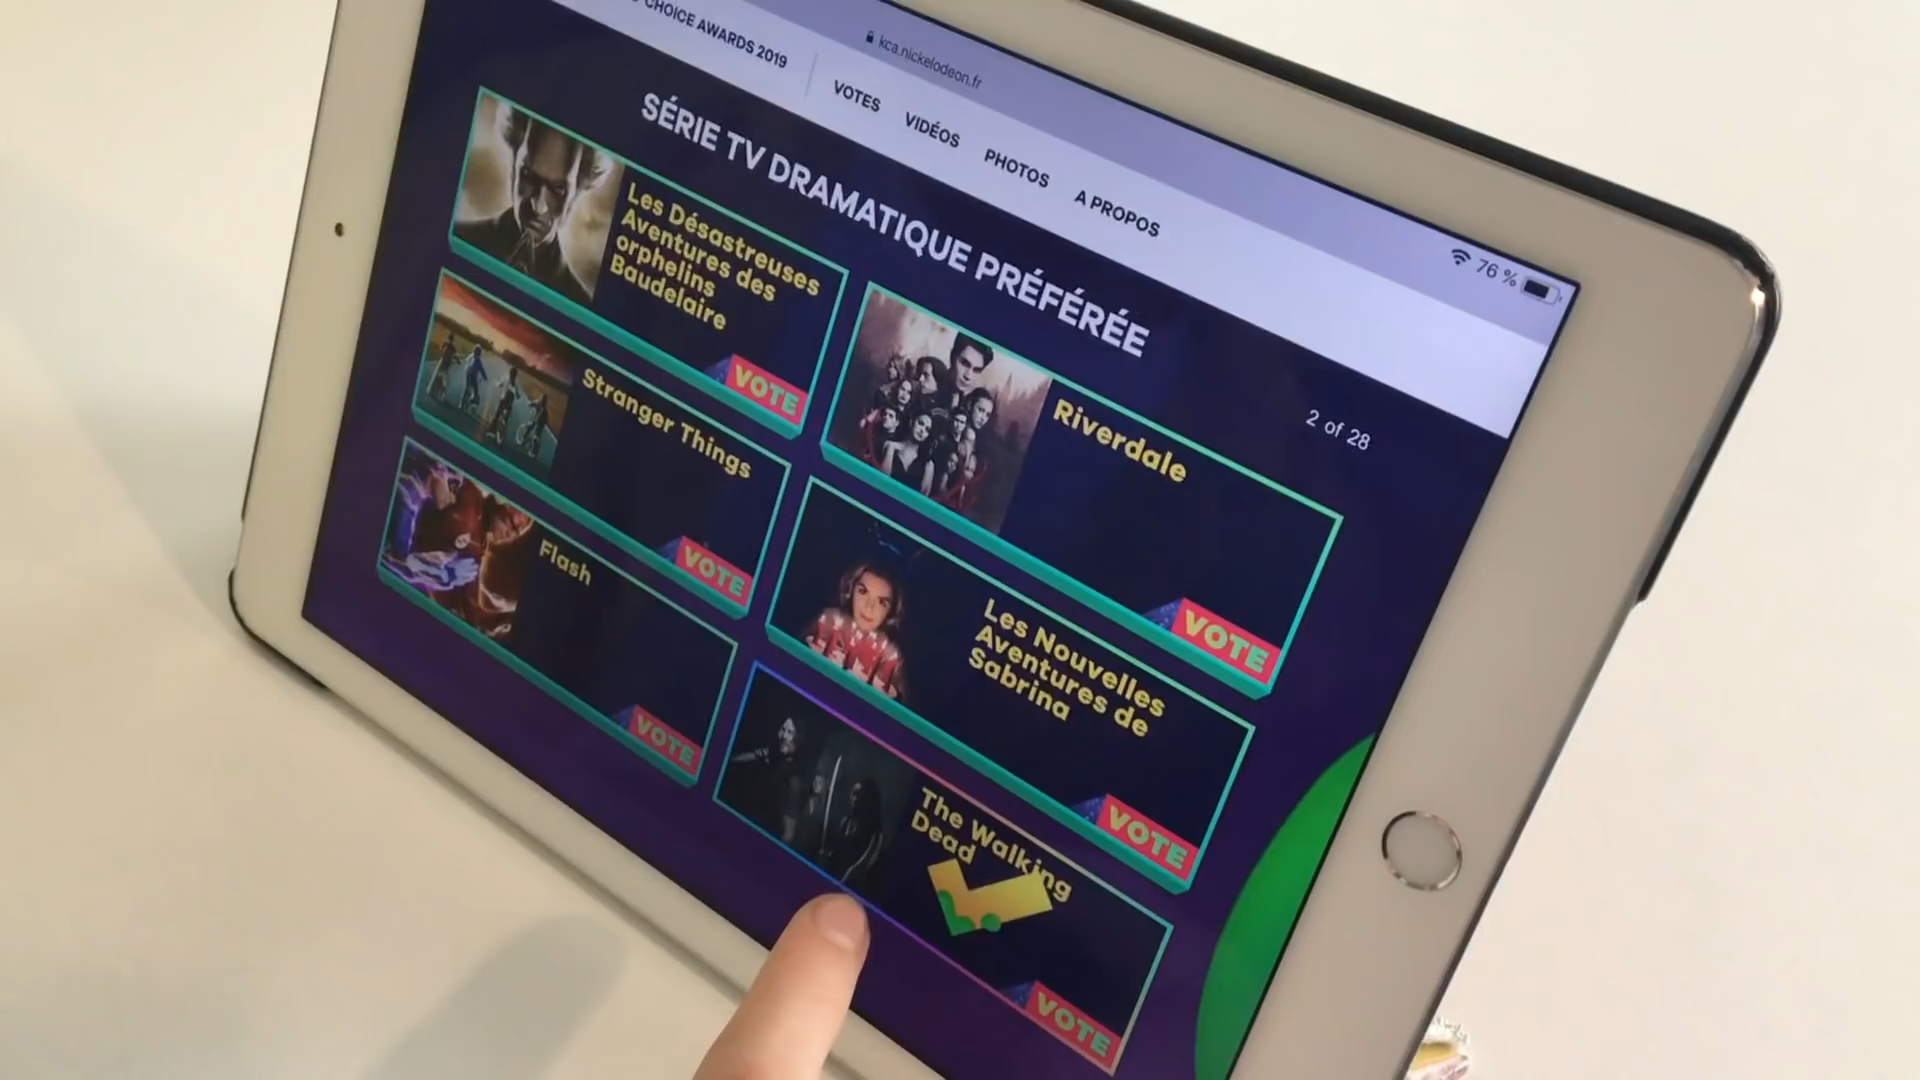 CHOICE AWARDS 2019
kca.nickelodeon.fr
VOTES
VIDÉOS
PHOTOS
A PROPOS
76 %
SÉRIE TV DRAMATIQUE PRÉFÉRÉE
2 of 28
Les Désastreuses
Aventures des
orphelins
Baudelaire
VOTE
Riverdale
VOTE
Stranger Things
VOTE
Les Nouvelles
Aventures de
Sabrina
VOTE
Flash
VOTE
The Walking
Dead
VOTE